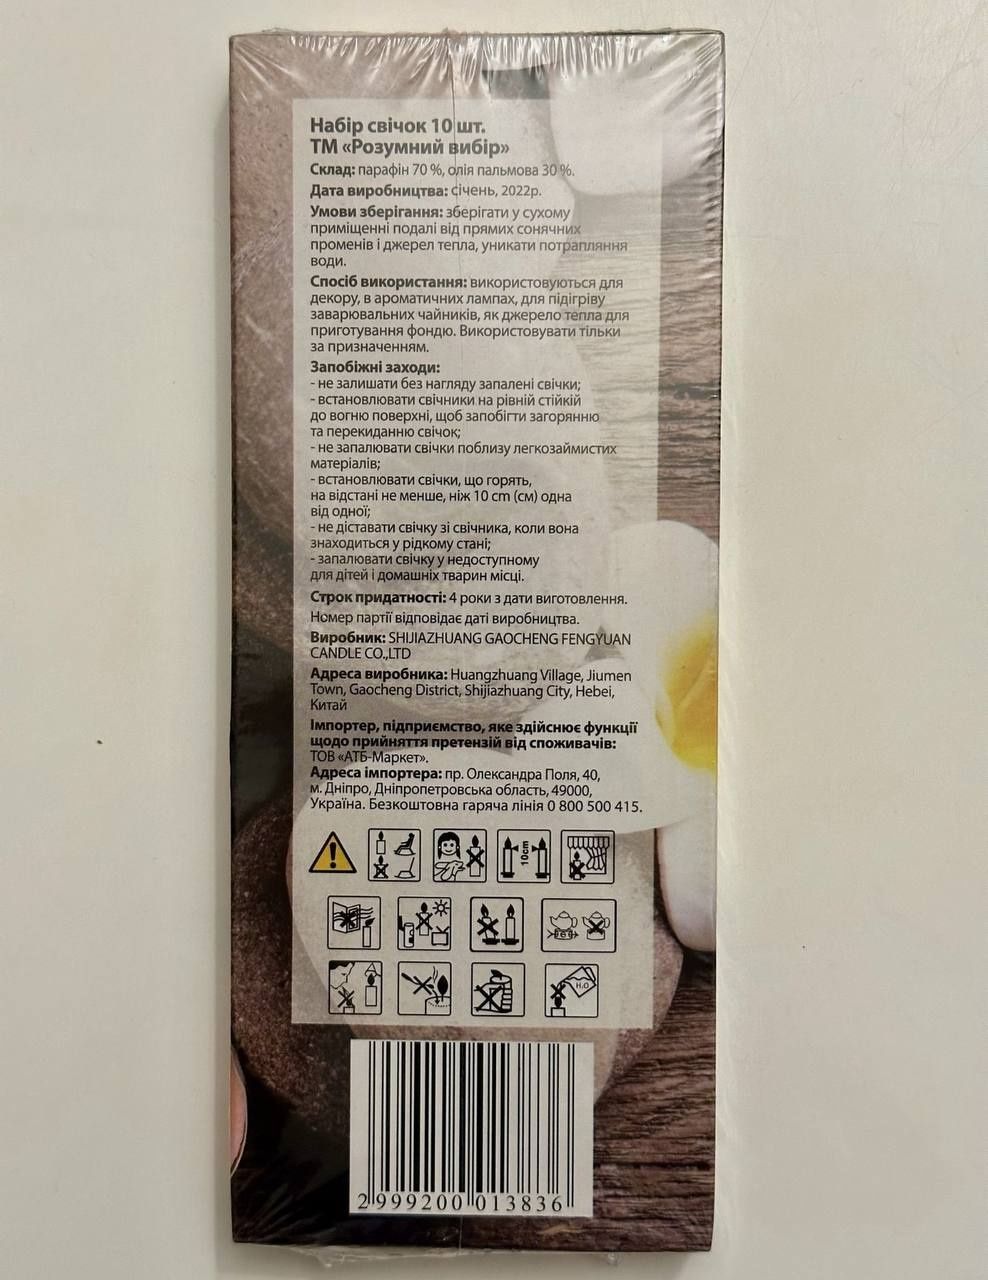 Набір свічок 10 шт.
ТМ «Розумний вибір»
Склад: парафін 70 %, олія пальмова 30 %.
Дата виробництва: січень, 2022р.
Умови зберігання: зберігати у сухому
приміщенні подалі від прямих сонячних
променів і джерел тепла, уникати потрапляння
води.
Спосіб використання: використовуються для
декору, в ароматичних лампах, для підігріву
заварювальних чайників, як джерело тепла для
приготування фондю. Використовувати тільки
за призначенням.
Запобіжні заходи:
- не залишати без нагляду запалені свічки;
- встановлювати свічники на рівній стійкій
до вогню поверхні, щоб запобігти загорянню
та перекиданню свічок;
- не запалювати свічки поблизу легкозаймистих
матеріалів;
- встановлювати свічки, що горять,
на відстані не менше, ніж 10 cm (см) одна
від одної;
- не діставати свічку зі свічника, коли вона
знаходиться у рідкому стані;
- запалювати свічку у недоступному
для дітей і домашніх тварин місці.
Строк придатності: 4 роки з дати виготовлення.
Номер партії відповідає даті виробництва.
Виробник: SHIJIAZHUANG GAOCHENG FENGYUAN
CANDLE CO.,LTD
Адреса виробника: Huangzhuang Village, Jiumen
Town, Gaocheng District, Shijiazhuang City, Hebei,
Китай
Імпортер, підприємство, яке здійснює функції
щодо прийняття претензій від споживачів:
ТОВ «АТБ-Маркет».
Адреса імпортера: пр. Олександра Поля, 40,
м. Дніпро, Дніпропетровська область, 49000,
Україна. Безкоштовна гаряча лінія 0 800 500 415.
10cm
H₂O
2 999200 013836